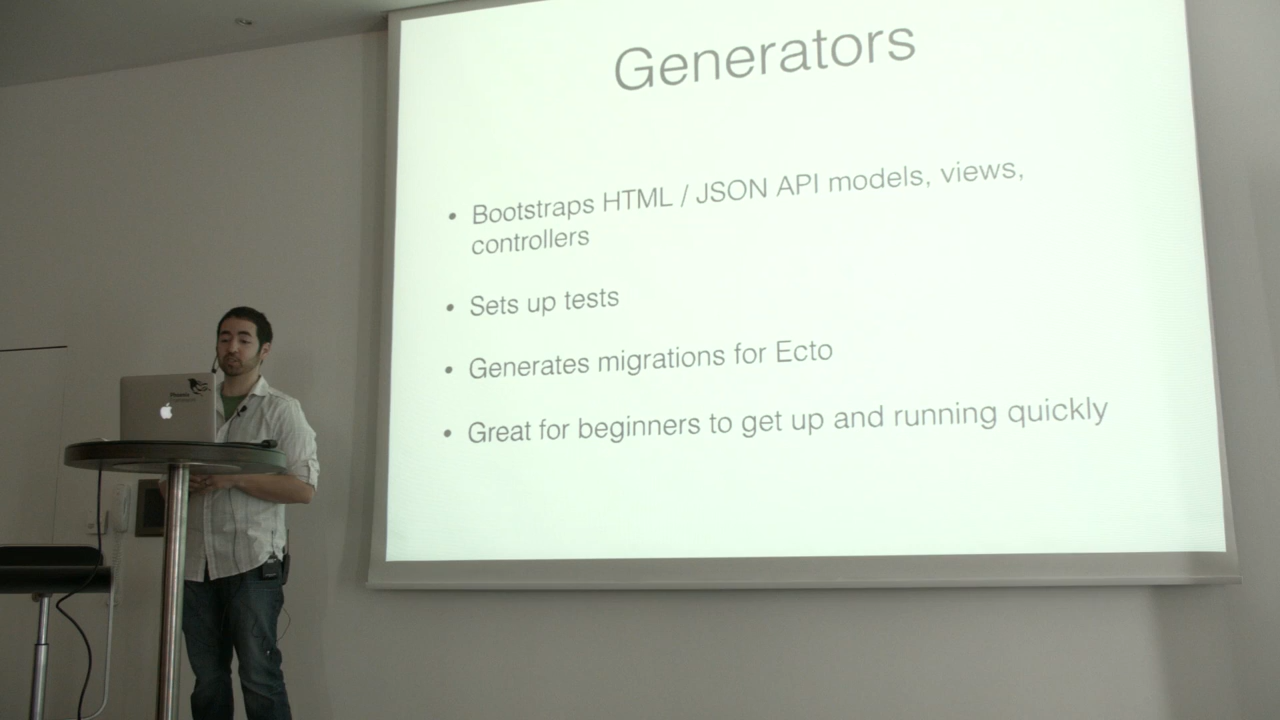 Generators
• Bootstraps HTML / JSON API models, views,
controllers
• Sets up tests
• Generates migrations for Ecto
• Great for beginners to get up and running quickly
Phoenix